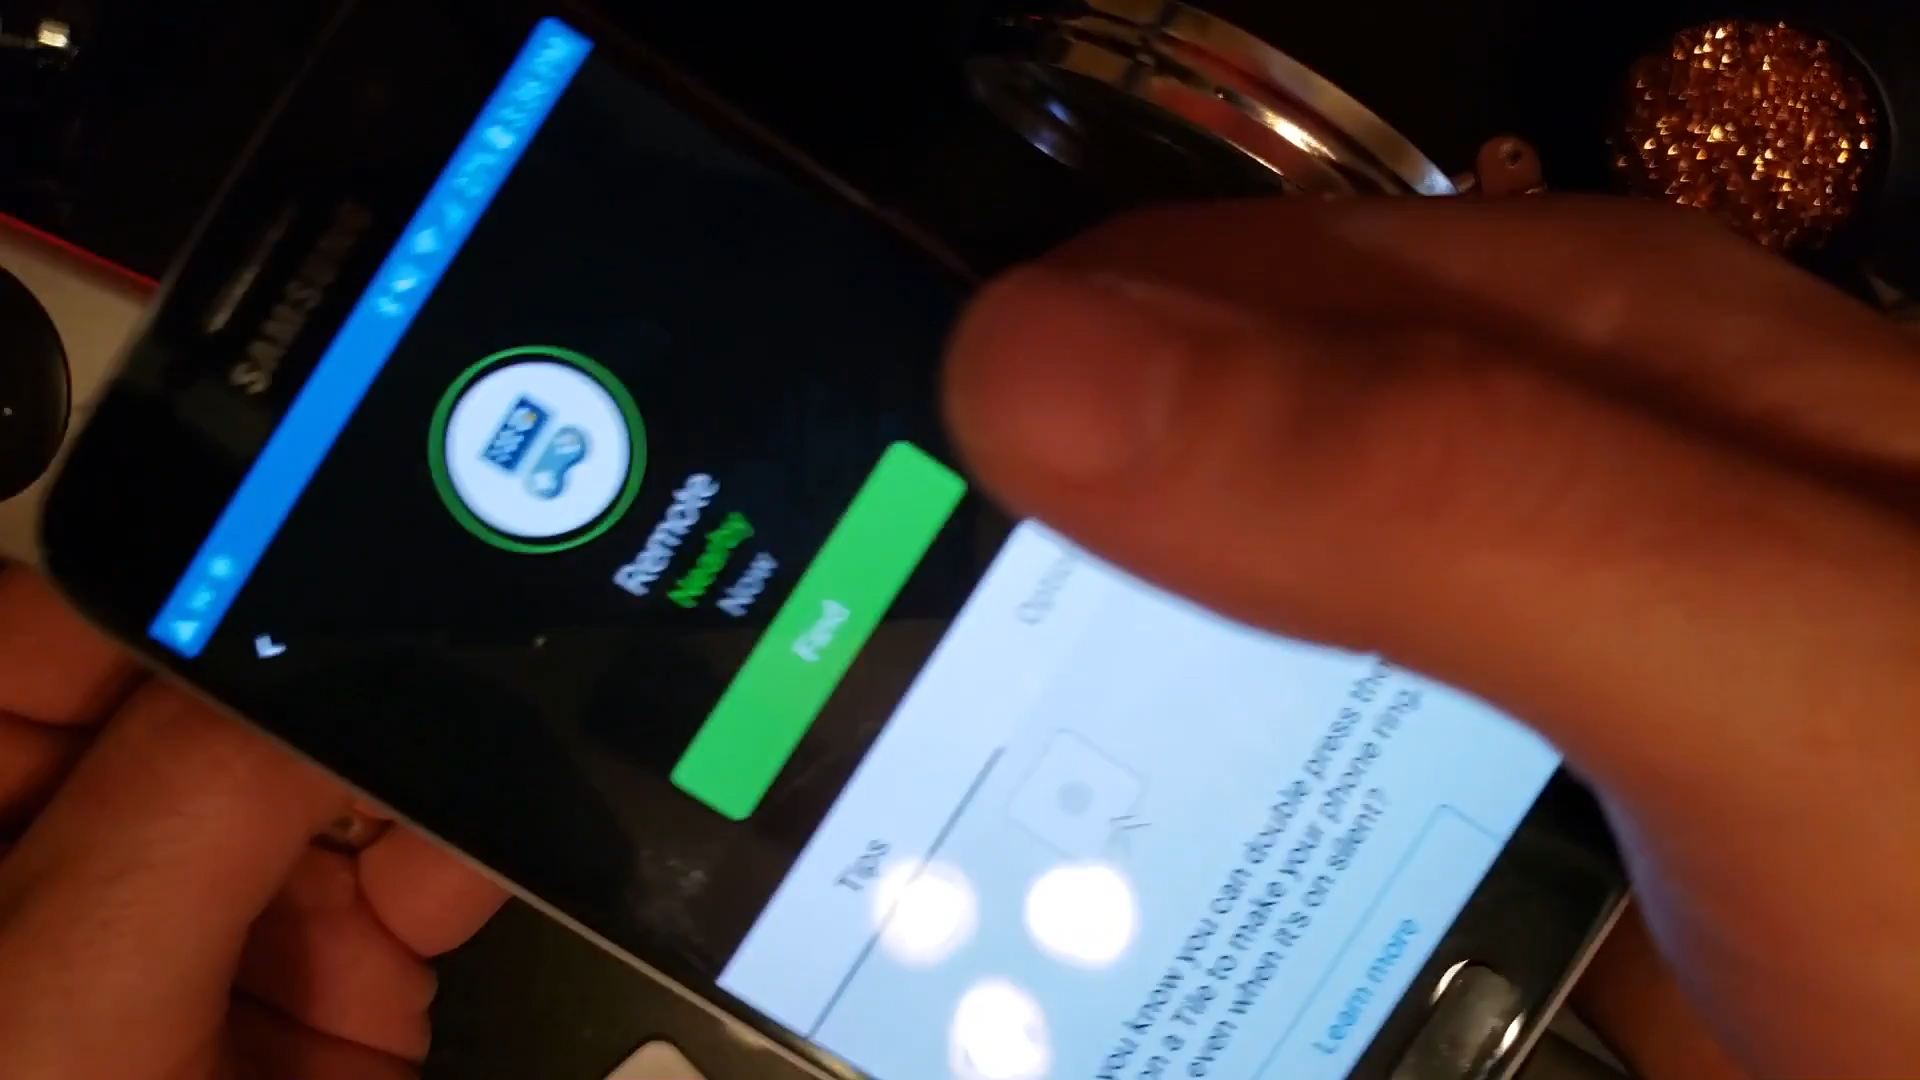 SAMSUNG
Remote
Nearby
Now
Find
Tips
you know you can double press the
on a Tile to make your phone ring,
even when it's on silent?
Learn more